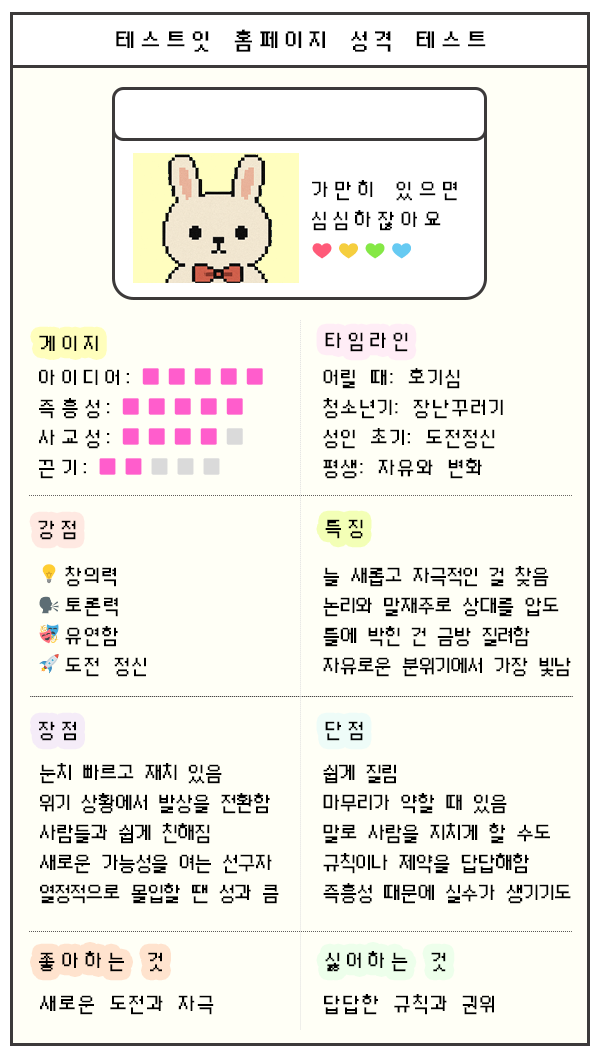 테스트잇 홈페이지 성격 테스트
가만히 있으면
심심하잖아요
게이지
아이디어:
즉흥성:
사교성:
끈기:
타임라인
어릴 때: 호기심
청소년기: 장난꾸러기
성인 초기: 도전정신
평생: 자유와 변화
강점
창의력
토론력
유연함
도전 정신
특징
늘 새롭고 자극적인 걸 찾음
논리와 말재주로 상대를 압도
틀에 박힌 건 금방 질려함
자유로운 분위기에서 가장 빛남
장점
눈치 빠르고 재치 있음
위기 상황에서 발상을 전환함
사람들과 쉽게 친해짐
새로운 가능성을 여는 선구자
열정적으로 몰입할 땐 성과 큼
단점
쉽게 질림
마무리가 약할 때 있음
말로 사람을 지치게 할 수도
규칙이나 제약을 답답해함
즉흥성 때문에 실수가 생기기도
좋아하는 것
새로운 도전과 자극
싫어하는 것
답답한 규칙과 권위